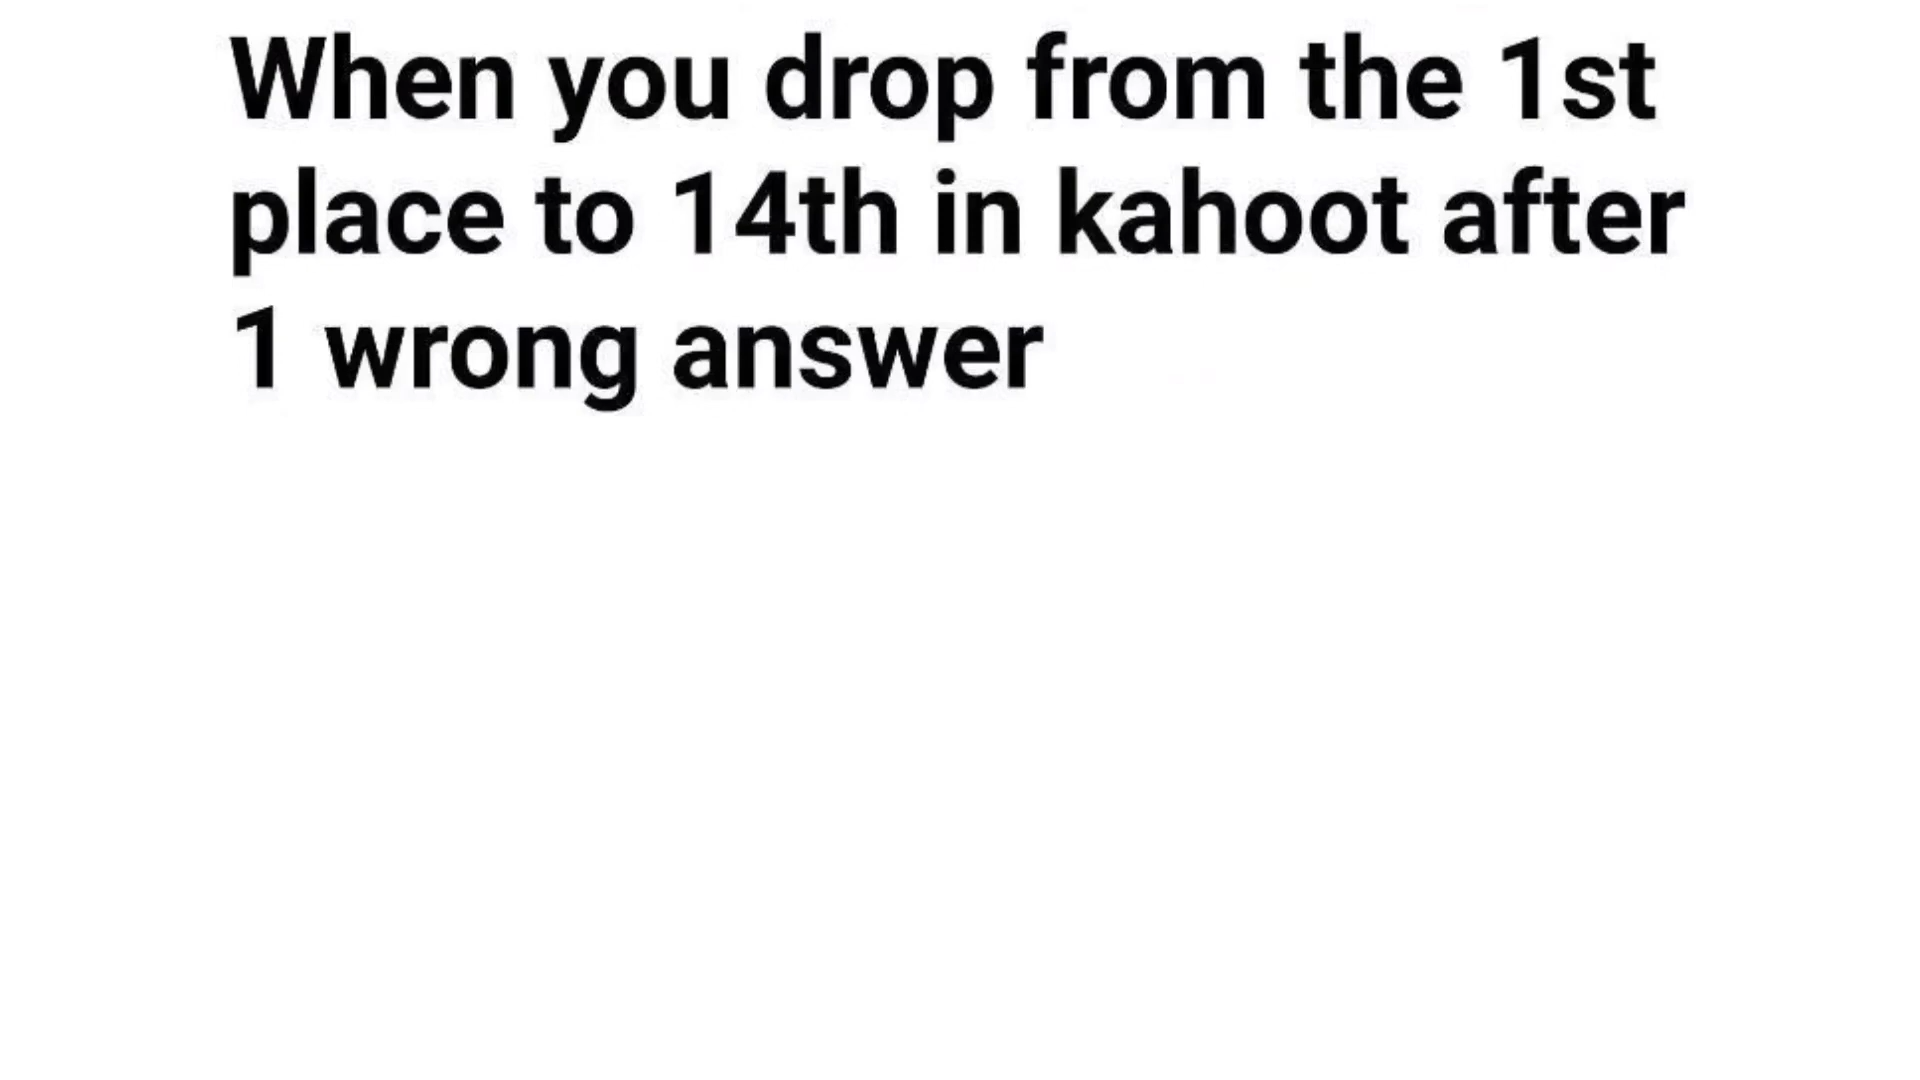 When you drop from the 1st
place to 14th in kahoot after
1 wrong answer